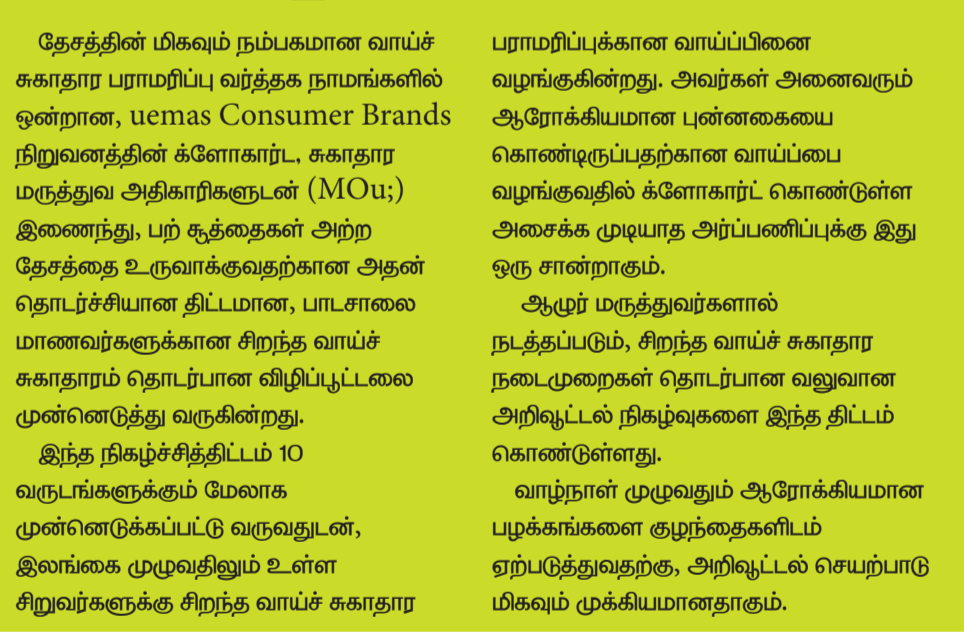 தேசத்தின் மிகவும் நம்பகமான வாய்ச்
சுகாதார பராமரிப்பு வர்த்தக நாமங்களில்
ஒன்றான, uemas Consumer Brands
நிறுவனத்தின் க்ளோகார்ட, சுகாதார
மருத்துவ அதிகாரிகளுடன் (MOu;)
இணைந்து, பற் சூத்தைகள் அற்ற
தேசத்தை உருவாக்குவதற்கான அதன்
தொடர்ச்சியான திட்டமான, பாடசாலை
மாணவர்களுக்கான சிறந்த வாய்ச்
சுகாதாரம் தொடர்பான விழிப்பூட்டலை
முன்னெடுத்து வருகின்றது.
இந்த நிகழ்ச்சித்திட்டம் 10
வருடங்களுக்கும் மேலாக
முன்னெடுக்கப்பட்டு வருவதுடன்,
இலங்கை முழுவதிலும் உள்ள
சிறுவர்களுக்கு சிறந்த வாய்ச் சுகாதார
பராமரிப்புக்கான வாய்ப்பினை
வழங்குகின்றது. அவர்கள் அனைவரும்
ஆரோக்கியமான புன்னகையை
கொண்டிருப்பதற்கான வாய்ப்பை
வழங்குவதில் க்ளோகார்ட் கொண்டுள்ள
அசைக்க முடியாத அர்ப்பணிப்புக்கு இது
ஒரு சான்றாகும்.
ஆழுர் மருத்துவர்களால்
நடத்தப்படும், சிறந்த வாய்ச் சுகாதார
நடைமுறைகள் தொடர்பான வலுவான
அறிவூட்டல் நிகழ்வுகளை இந்த திட்டம்
கொண்டுள்ளது.
வாழ்நாள் முழுவதும் ஆரோக்கியமான
பழக்கங்களை குழந்தைகளிடம்
ஏற்படுத்துவதற்கு, அறிவூட்டல் செயற்பாடு
மிகவும் முக்கியமானதாகும்.